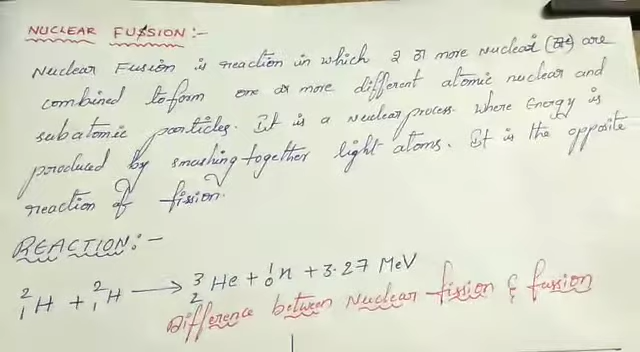 NUCLEAR FUSSION :-
Nuclear Fusion is reaction in which 2 or more Nuclei are
combined to form one or more different atomic nuclear and
subatomic particles. It is a nuclear process where Energy is
produced by smashing together light atoms. It is the opposite
reaction of fission.
REACTION :-
²₁H + ²₁H → ³₂He + ¹₀n + 3.27 MeV
Difference between Nuclear fission & fussion